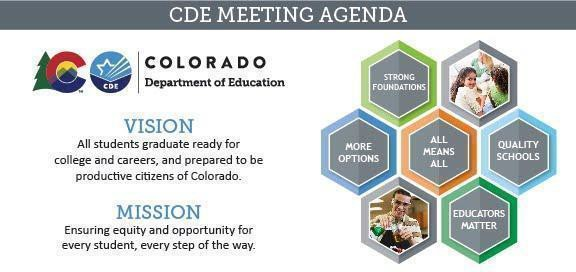 CDE MEETING AGENDA
CDE
COLORADO
Department of Education
VISION
All students graduate ready for
college and careers, and prepared to be
productive citizens of Colorado.
MISSION
Ensuring equity and opportunity for
every student, every step of the way.
STRONG
FOUNDATIONS
MORE
OPTIONS
ALL
MEANS
ALL
QUALITY
SCHOOLS
EDUCATORS
MATTER